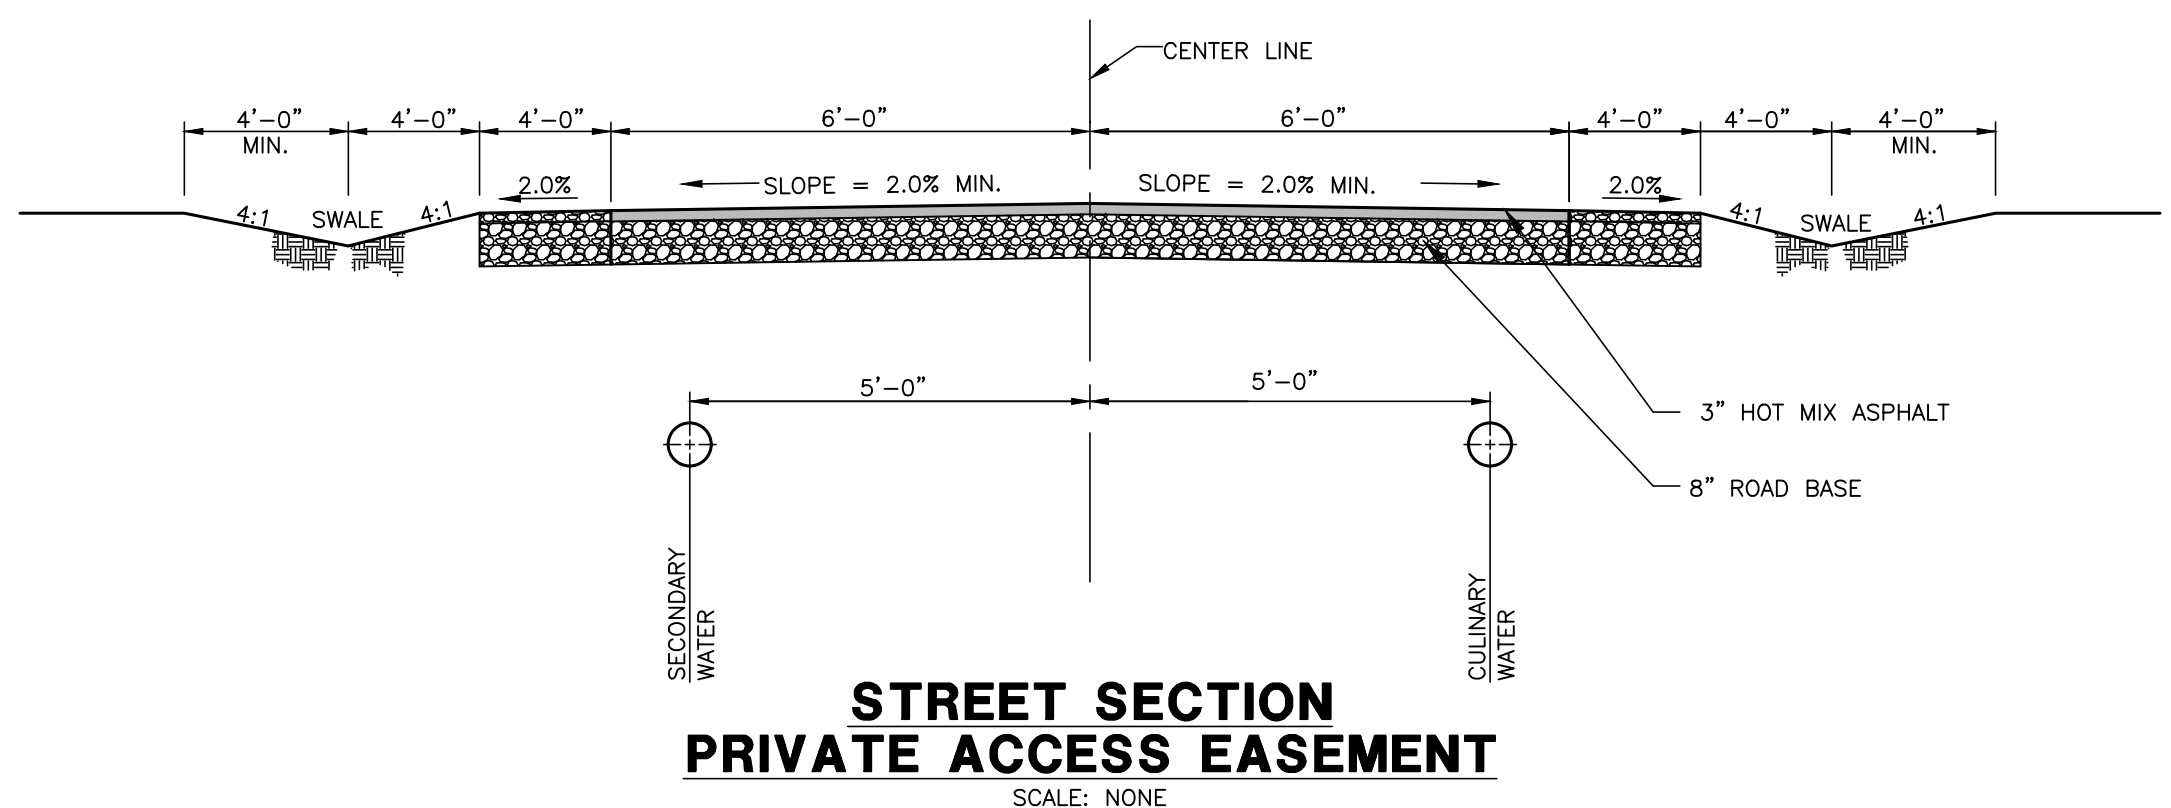 CENTER LINE
4'-0" 4'-0" 4'-0" 6'-0" 6'-0" 4'-0" 4'-0" 4'-0"
MIN. MIN.
2.0% SLOPE = 2.0% MIN. SLOPE = 2.0% MIN. 2.0%
4:1 SWALE 4:1 4:1 SWALE 4:1
5'-0" 5'-0"
3" HOT MIX ASPHALT
8" ROAD BASE
SECONDARY
WATER
CULINARY
WATER
STREET SECTION
PRIVATE ACCESS EASEMENT
SCALE: NONE